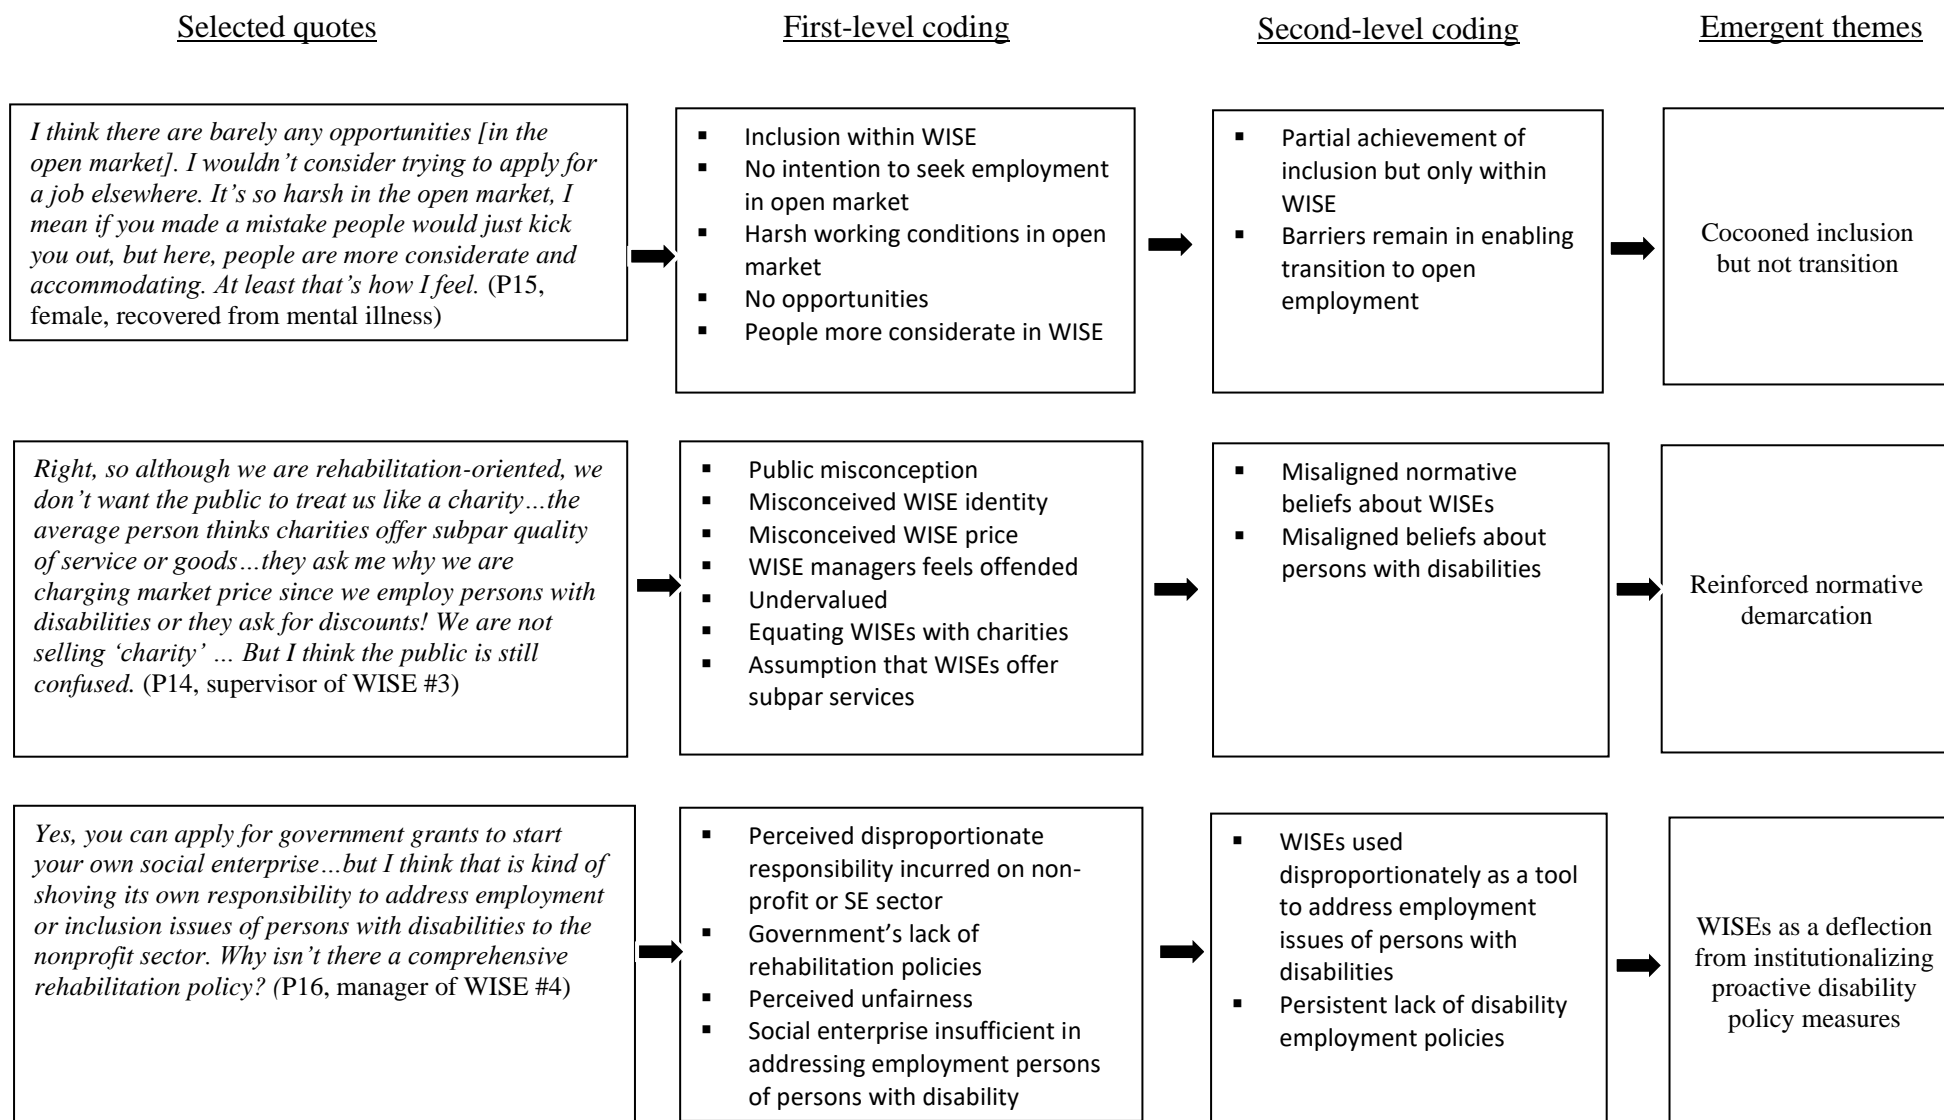 Selected quotes
First-level coding
Second-level coding
Emergent themes
I think there are barely any opportunities [in the
open market]. I wouldn’t consider trying to apply for
a job elsewhere. It’s so harsh in the open market, I
mean if you made a mistake people would just kick
you out, but here, people are more considerate and
accommodating. At least that’s how I feel. (P15,
female, recovered from mental illness)
▪ Inclusion within WISE
▪ No intention to seek employment
in open market
▪ Harsh working conditions in open
market
▪ No opportunities
▪ People more considerate in WISE
▪ Partial achievement of
inclusion but only within
WISE
▪ Barriers remain in enabling
transition to open
employment
Cocooned inclusion
but not transition
Right, so although we are rehabilitation-oriented, we
don’t want the public to treat us like a charity…the
average person thinks charities offer subpar quality
of service or goods…they ask me why we are
charging market price since we employ persons with
disabilities or they ask for discounts! We are not
selling ‘charity’ … But I think the public is still
confused. (P14, supervisor of WISE #3)
▪ Public misconception
▪ Misconceived WISE identity
▪ Misconceived WISE price
▪ WISE managers feels offended
▪ Undervalued
▪ Equating WISEs with charities
▪ Assumption that WISEs offer
subpar services
▪ Misaligned normative
beliefs about WISEs
▪ Misaligned beliefs about
persons with disabilities
Reinforced normative
demarcation
Yes, you can apply for government grants to start
your own social enterprise…but I think that is kind of
shoving its own responsibility to address employment
or inclusion issues of persons with disabilities to the
nonprofit sector. Why isn’t there a comprehensive
rehabilitation policy? (P16, manager of WISE #4)
▪ Perceived disproportionate
responsibility incurred on non-
profit or SE sector
▪ Government’s lack of
rehabilitation policies
▪ Perceived unfairness
▪ Social enterprise insufficient in
addressing employment persons
of persons with disability
▪ WISEs used
disproportionately as a tool
to address employment
issues of persons with
disabilities
▪ Persistent lack of disability
employment policies
WISEs as a deflection
from institutionalizing
proactive disability
policy measures